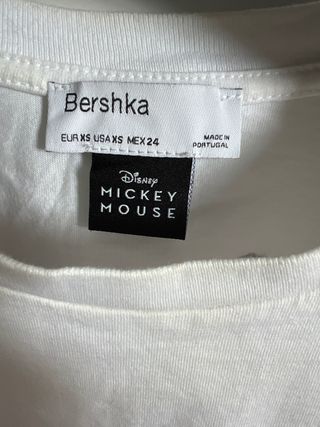 Bershka
EUR XS USA XS MEX 24
MADE IN
PORTUGAL
Disney
MICKEY
MOUSE